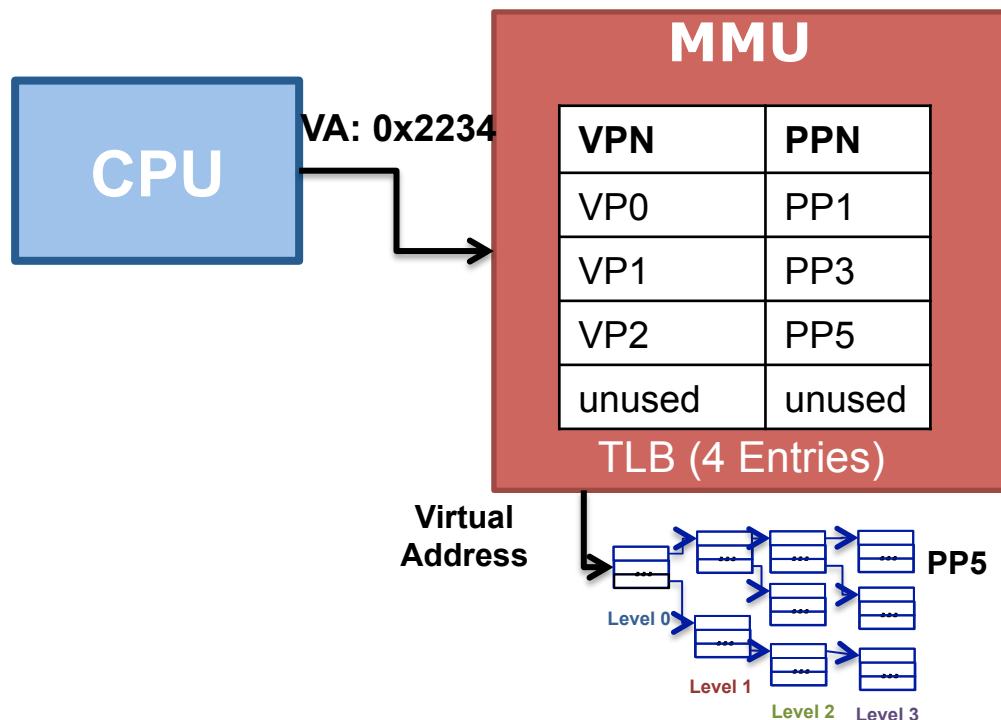 MMU
VA: 0x2234
CPU
VPN PPN
VP0 PP1
VP1 PP3
VP2 PP5
unused unused
TLB (4 Entries)
Virtual
Address
PP5
Level 0
Level 1
Level 2
Level 3